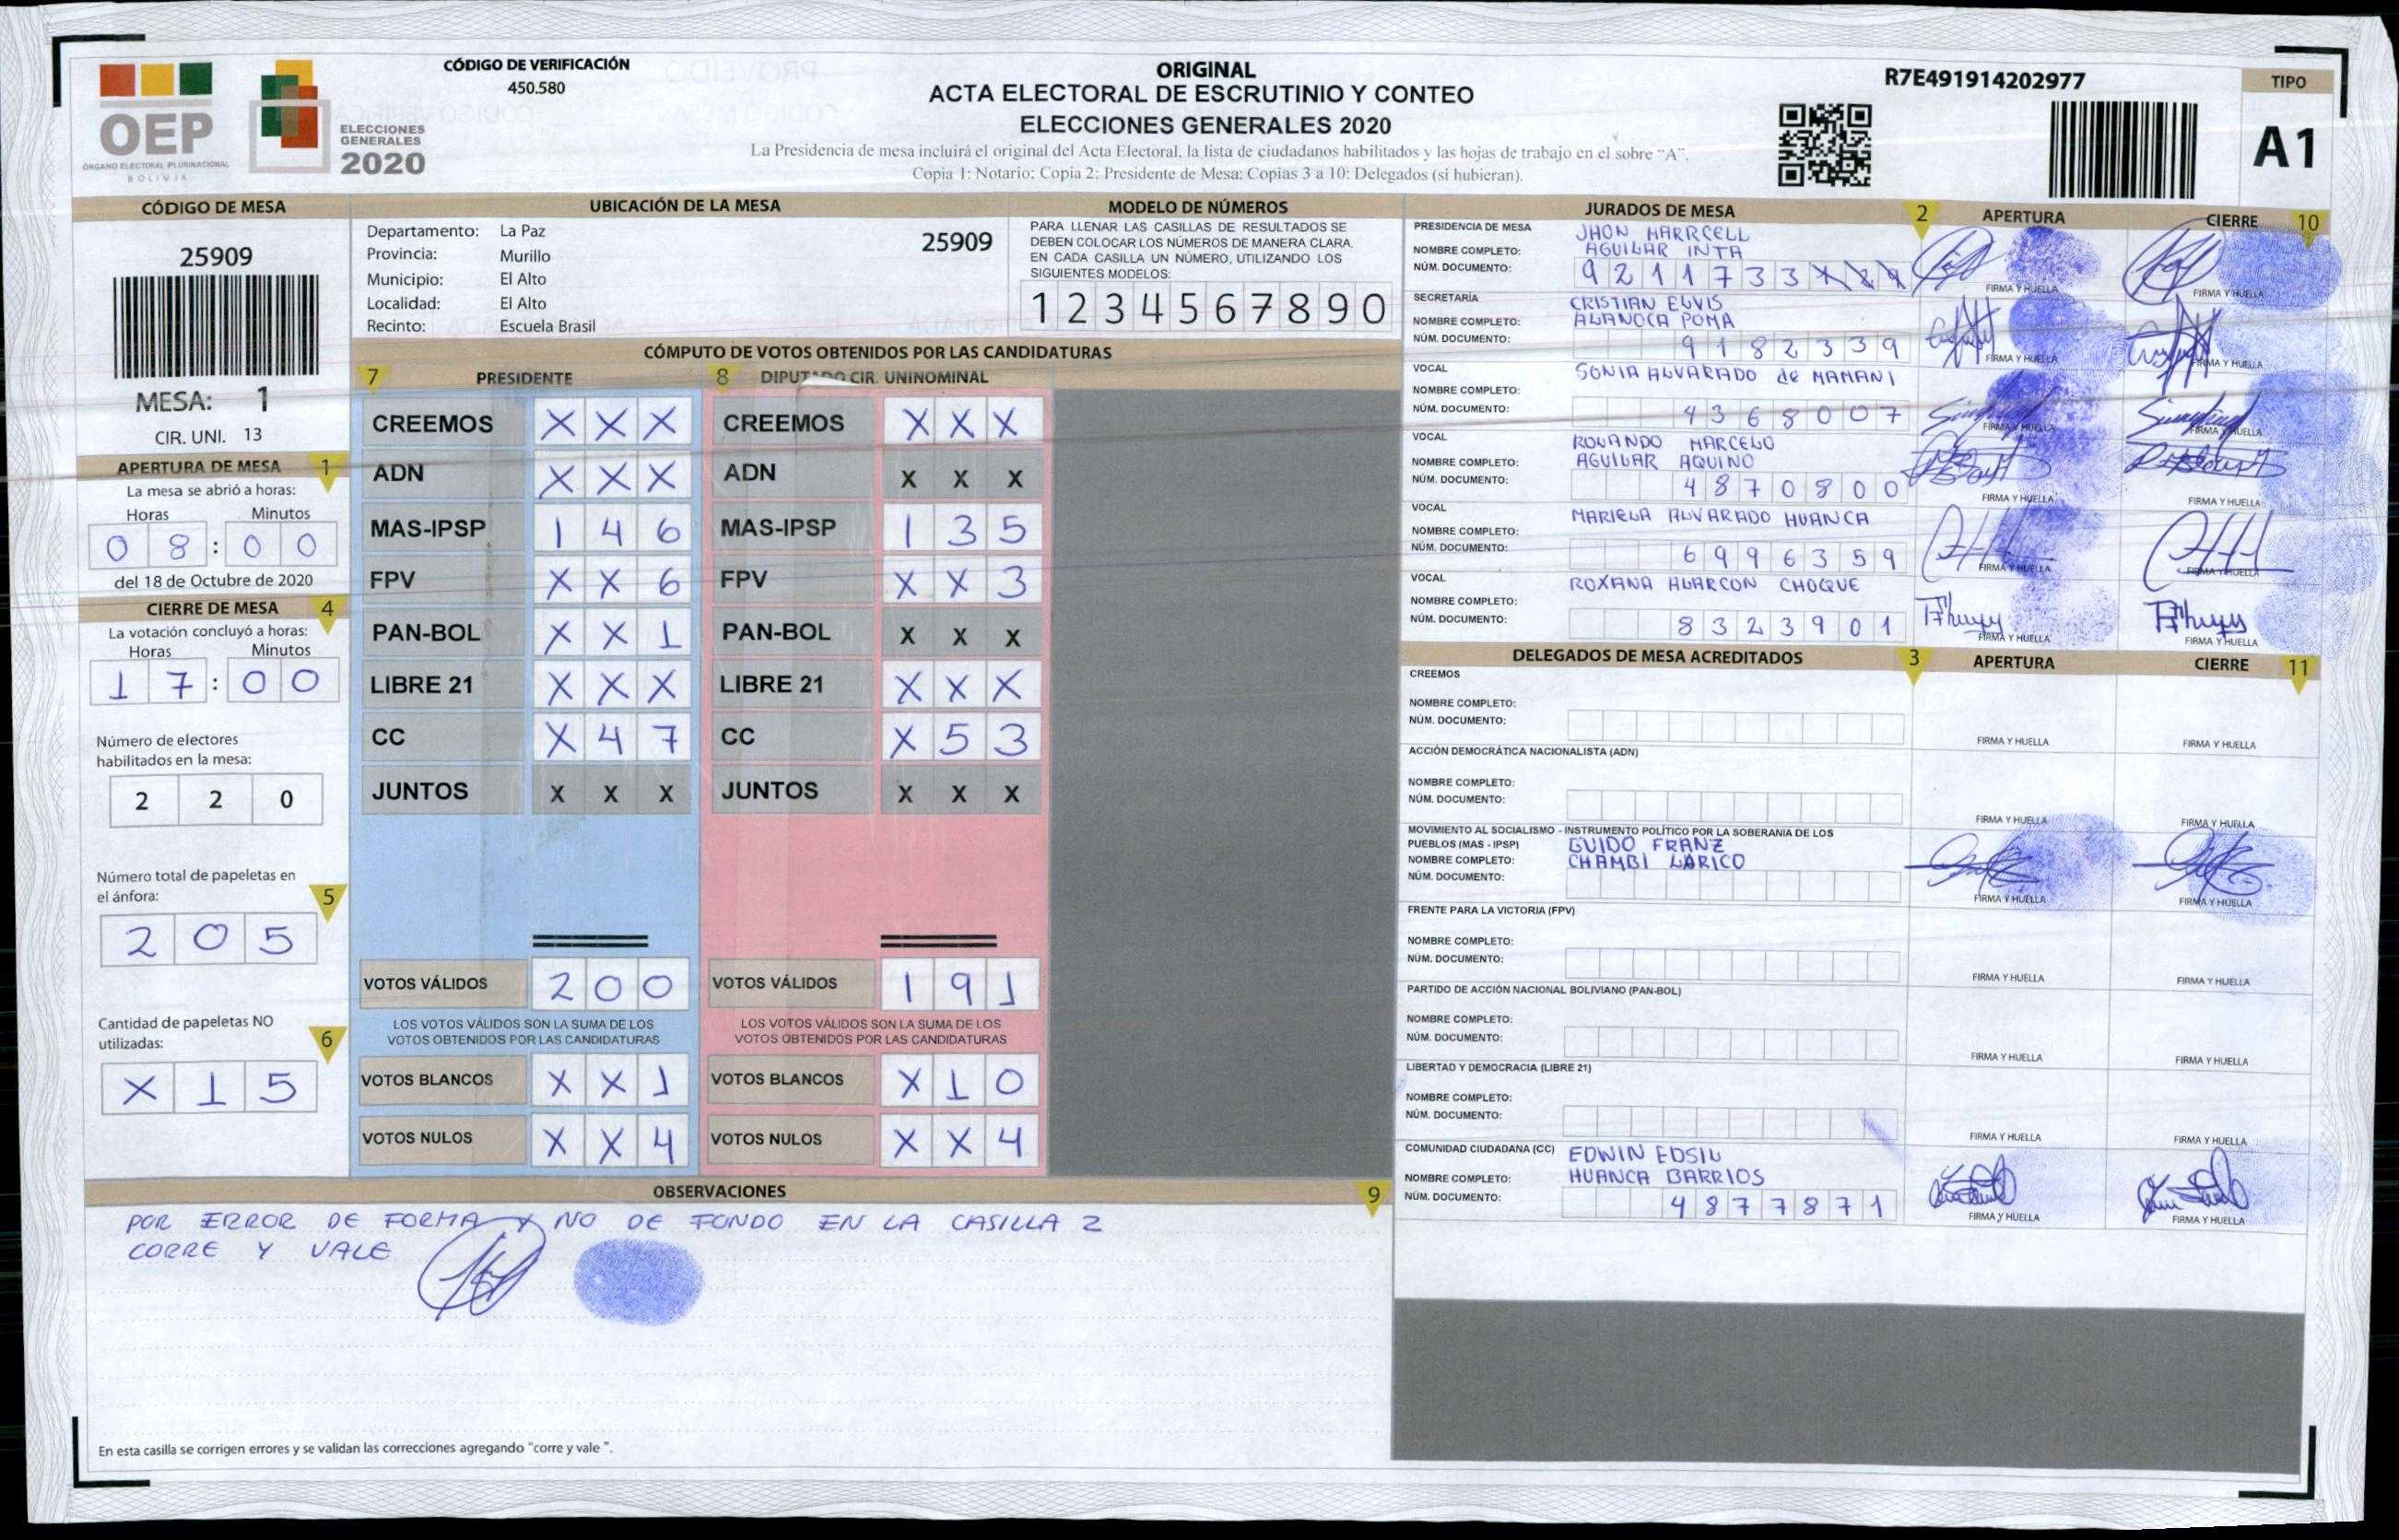 CÓDIGO DE VERIFICACIÓN
450.580
OEP
ÓRGANO ELECTORAL PLURINACIONAL
BOLIVIA
ELECCIONES
GENERALES
2020
ORIGINAL
ACTA ELECTORAL DE ESCRUTINIO Y CONTEO
ELECCIONES GENERALES 2020
La Presidencia de mesa incluirá el original del Acta Electoral, la lista de ciudadanos habilitados y las hojas de trabajo en el sobre "A".
Copia 1: Notario; Copia 2: Presidente de Mesa; Copias 3 a 10: Delegados (si hubieran).
R7E491914202977
TIPO
A1
CÓDIGO DE MESA
25909
MESA: 1
CIR. UNI. 13
APERTURA DE MESA 1
La mesa se abrió a horas:
Horas Minutos
0 8 : 0 0
del 18 de Octubre de 2020
CIERRE DE MESA 4
La votación concluyó a horas:
Horas Minutos
1 7 : 0 0
Número de electores
habilitados en la mesa:
2 2 0
Número total de papeletas en
el ánfora: 5
2 0 5
Cantidad de papeletas NO
utilizadas: 6
X 1 5
UBICACIÓN DE LA MESA
Departamento: La Paz 25909
Provincia: Murillo
Municipio: El Alto
Localidad: El Alto
Recinto: Escuela Brasil
MODELO DE NÚMEROS
PARA LLENAR LAS CASILLAS DE RESULTADOS SE
DEBEN COLOCAR LOS NÚMEROS DE MANERA CLARA.
EN CADA CASILLA UN NÚMERO, UTILIZANDO LOS
SIGUIENTES MODELOS:
1 2 3 4 5 6 7 8 9 0
CÓMPUTO DE VOTOS OBTENIDOS POR LAS CANDIDATURAS
7 PRESIDENTE 8 DIPUTADO CIR. UNINOMINAL
CREEMOS X X X CREEMOS X X X
ADN X X X ADN X X X
MAS-IPSP 1 4 6 MAS-IPSP 1 3 5
FPV X X 6 FPV X X 3
PAN-BOL X X 1 PAN-BOL X X X
LIBRE 21 X X X LIBRE 21 X X X
CC X 4 7 CC X 5 3
JUNTOS X X X JUNTOS X X X
VOTOS VÁLIDOS 2 0 0 VOTOS VÁLIDOS 1 9 1
LOS VOTOS VÁLIDOS SON LA SUMA DE LOS LOS VOTOS VÁLIDOS SON LA SUMA DE LOS
VOTOS OBTENIDOS POR LAS CANDIDATURAS VOTOS OBTENIDOS POR LAS CANDIDATURAS
VOTOS BLANCOS X X 1 VOTOS BLANCOS X 1 0
VOTOS NULOS X X 4 VOTOS NULOS X X 4
OBSERVACIONES 9
POR ERROR DE FORMA Y NO DE FONDO EN LA CASILLA 2
CORRE Y VALE
En esta casilla se corrigen errores y se validan las correcciones agregando "corre y vale ".
JURADOS DE MESA 2 APERTURA CIERRE 10
PRESIDENCIA DE MESA JHON HARRCELL
NOMBRE COMPLETO: AGUILAR INTA
NÚM. DOCUMENTO: 9 2 1 1 7 3 3
FIRMA Y HUELLA FIRMA Y HUELLA
SECRETARÍA CRISTIAN ELVIS
NOMBRE COMPLETO: ALANOCA POMA
NÚM. DOCUMENTO: 9 1 8 2 3 3 9
FIRMA Y HUELLA FIRMA Y HUELLA
VOCAL SONIA ALVARADO de MAMANI
NOMBRE COMPLETO:
NÚM. DOCUMENTO: 4 3 6 8 0 0 7
FIRMA Y HUELLA FIRMA Y HUELLA
VOCAL ROLANDO MARCELO
NOMBRE COMPLETO: AGUILAR AQUINO
NÚM. DOCUMENTO: 4 8 7 0 8 0 0
FIRMA Y HUELLA FIRMA Y HUELLA
VOCAL MARIELA ALVARADO HUANCA
NOMBRE COMPLETO:
NÚM. DOCUMENTO: 6 9 9 6 3 5 9
FIRMA Y HUELLA FIRMA Y HUELLA
VOCAL ROXANA ALARCON CHOQUE
NOMBRE COMPLETO:
NÚM. DOCUMENTO: 8 3 2 3 9 0 1
FIRMA Y HUELLA FIRMA Y HUELLA
DELEGADOS DE MESA ACREDITADOS 3 APERTURA CIERRE 11
CREEMOS
NOMBRE COMPLETO:
NÚM. DOCUMENTO:
FIRMA Y HUELLA FIRMA Y HUELLA
ACCIÓN DEMOCRÁTICA NACIONALISTA (ADN)
NOMBRE COMPLETO:
NÚM. DOCUMENTO:
FIRMA Y HUELLA FIRMA Y HUELLA
MOVIMIENTO AL SOCIALISMO - INSTRUMENTO POLÍTICO POR LA SOBERANIA DE LOS
PUEBLOS (MAS - IPSP) GUIDO FRANZ
NOMBRE COMPLETO: CHAMBI LARICO
NÚM. DOCUMENTO:
FIRMA Y HUELLA FIRMA Y HUELLA
FRENTE PARA LA VICTORIA (FPV)
NOMBRE COMPLETO:
NÚM. DOCUMENTO:
FIRMA Y HUELLA FIRMA Y HUELLA
PARTIDO DE ACCIÓN NACIONAL BOLIVIANO (PAN-BOL)
NOMBRE COMPLETO:
NÚM. DOCUMENTO:
FIRMA Y HUELLA FIRMA Y HUELLA
LIBERTAD Y DEMOCRACIA (LIBRE 21)
NOMBRE COMPLETO:
NÚM. DOCUMENTO:
FIRMA Y HUELLA FIRMA Y HUELLA
COMUNIDAD CIUDADANA (CC) EDWIN EDSIL
NOMBRE COMPLETO: HUANCA BARRIOS
NÚM. DOCUMENTO: 4 8 7 7 8 7 1
FIRMA Y HUELLA FIRMA Y HUELLA